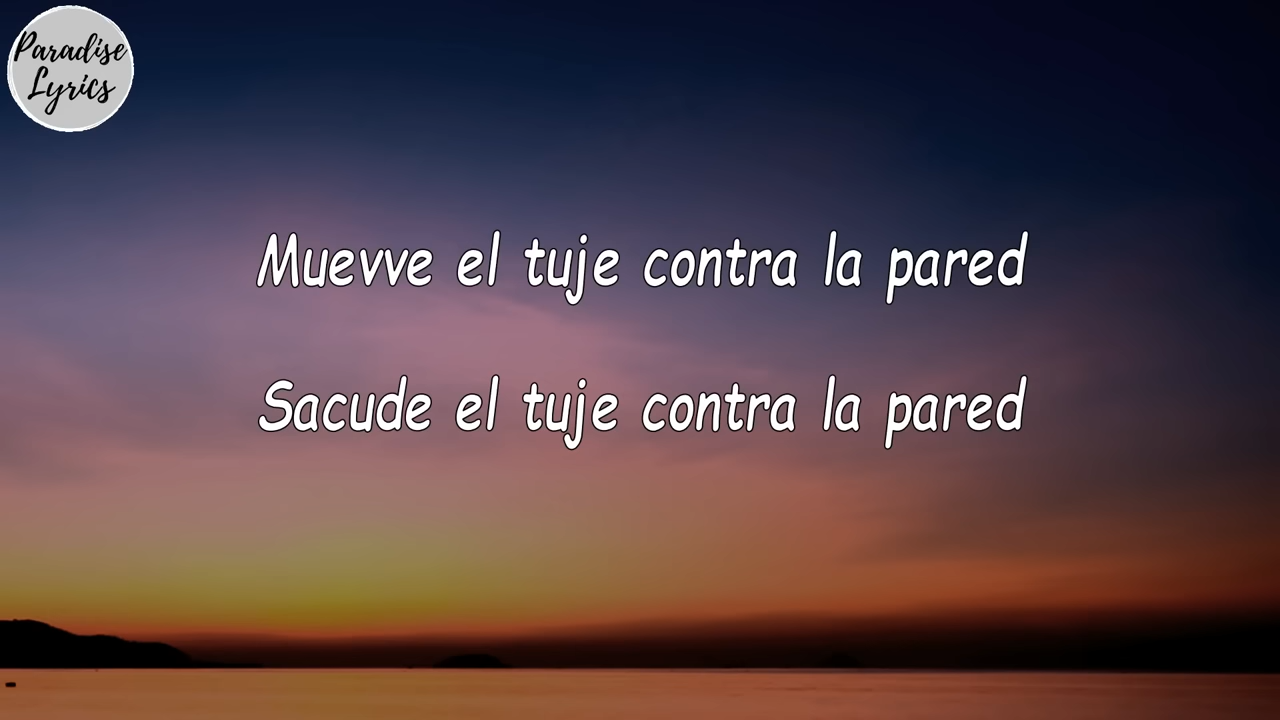 Paradise
Lyrics
Muevve el tuje contra la pared
Sacude el tuje contra la pared